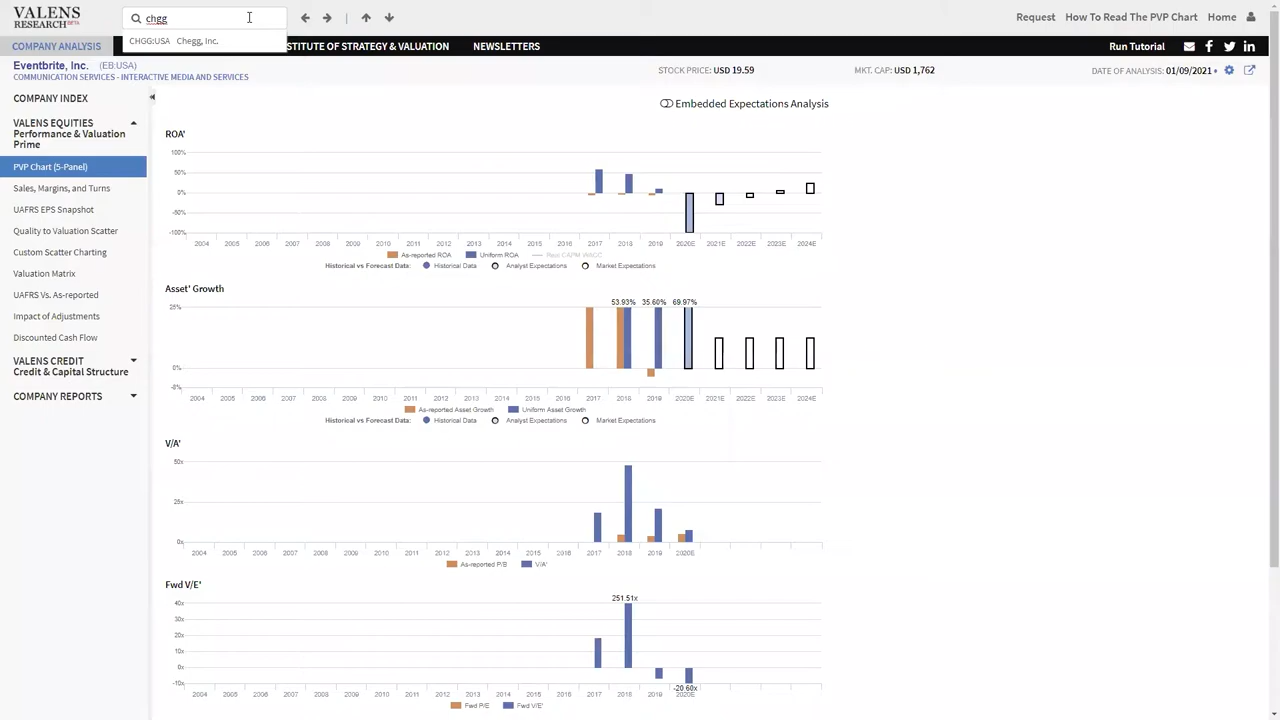 VALENS
RESEARCH BETA
chgg
Request How To Read The PVP Chart Home
CHGG:USA Chegg, Inc.
COMPANY ANALYSIS STITUTE OF STRATEGY & VALUATION NEWSLETTERS Run Tutorial
Eventbrite, Inc. (EB:USA)
COMMUNICATION SERVICES - INTERACTIVE MEDIA AND SERVICES
STOCK PRICE: USD 19.59 MKT. CAP: USD 1,762 DATE OF ANALYSIS: 01/09/2021
COMPANY INDEX
VALENS EQUITIES
Performance & Valuation
Prime
PVP Chart (5-Panel)
Sales, Margins, and Turns
UAFRS EPS Snapshot
Quality to Valuation Scatter
Custom Scatter Charting
Valuation Matrix
UAFRS Vs. As-reported
Impact of Adjustments
Discounted Cash Flow
VALENS CREDIT
Credit & Capital Structure
COMPANY REPORTS
Embedded Expectations Analysis
ROA'
100%
50%
0%
-50%
-100%
2004 2005 2006 2007 2008 2009 2010 2011 2012 2013 2014 2015 2016 2017 2018 2019 2020E 2021E 2022E 2023E 2024E
As-reported ROA Uniform ROA Real CAPM WACC
Historical vs Forecast Data: Historical Data Analyst Expectations Market Expectations
Asset' Growth
53.93% 35.60% 69.97%
25%
0%
-8%
2004 2005 2006 2007 2008 2009 2010 2011 2012 2013 2014 2015 2016 2017 2018 2019 2020E 2021E 2022E 2023E 2024E
As-reported Asset Growth Uniform Asset Growth
Historical vs Forecast Data: Historical Data Analyst Expectations Market Expectations
V/A'
50x
25x
0x
2004 2005 2006 2007 2008 2009 2010 2011 2012 2013 2014 2015 2016 2017 2018 2019 2020E
As-reported P/B V/A'
Fwd V/E'
251.51x
40x
30x
20x
10x
0x
-10x
-20.60x
2004 2005 2006 2007 2008 2009 2010 2011 2012 2013 2014 2015 2016 2017 2018 2019 2020E
Fwd P/E Fwd V/E'